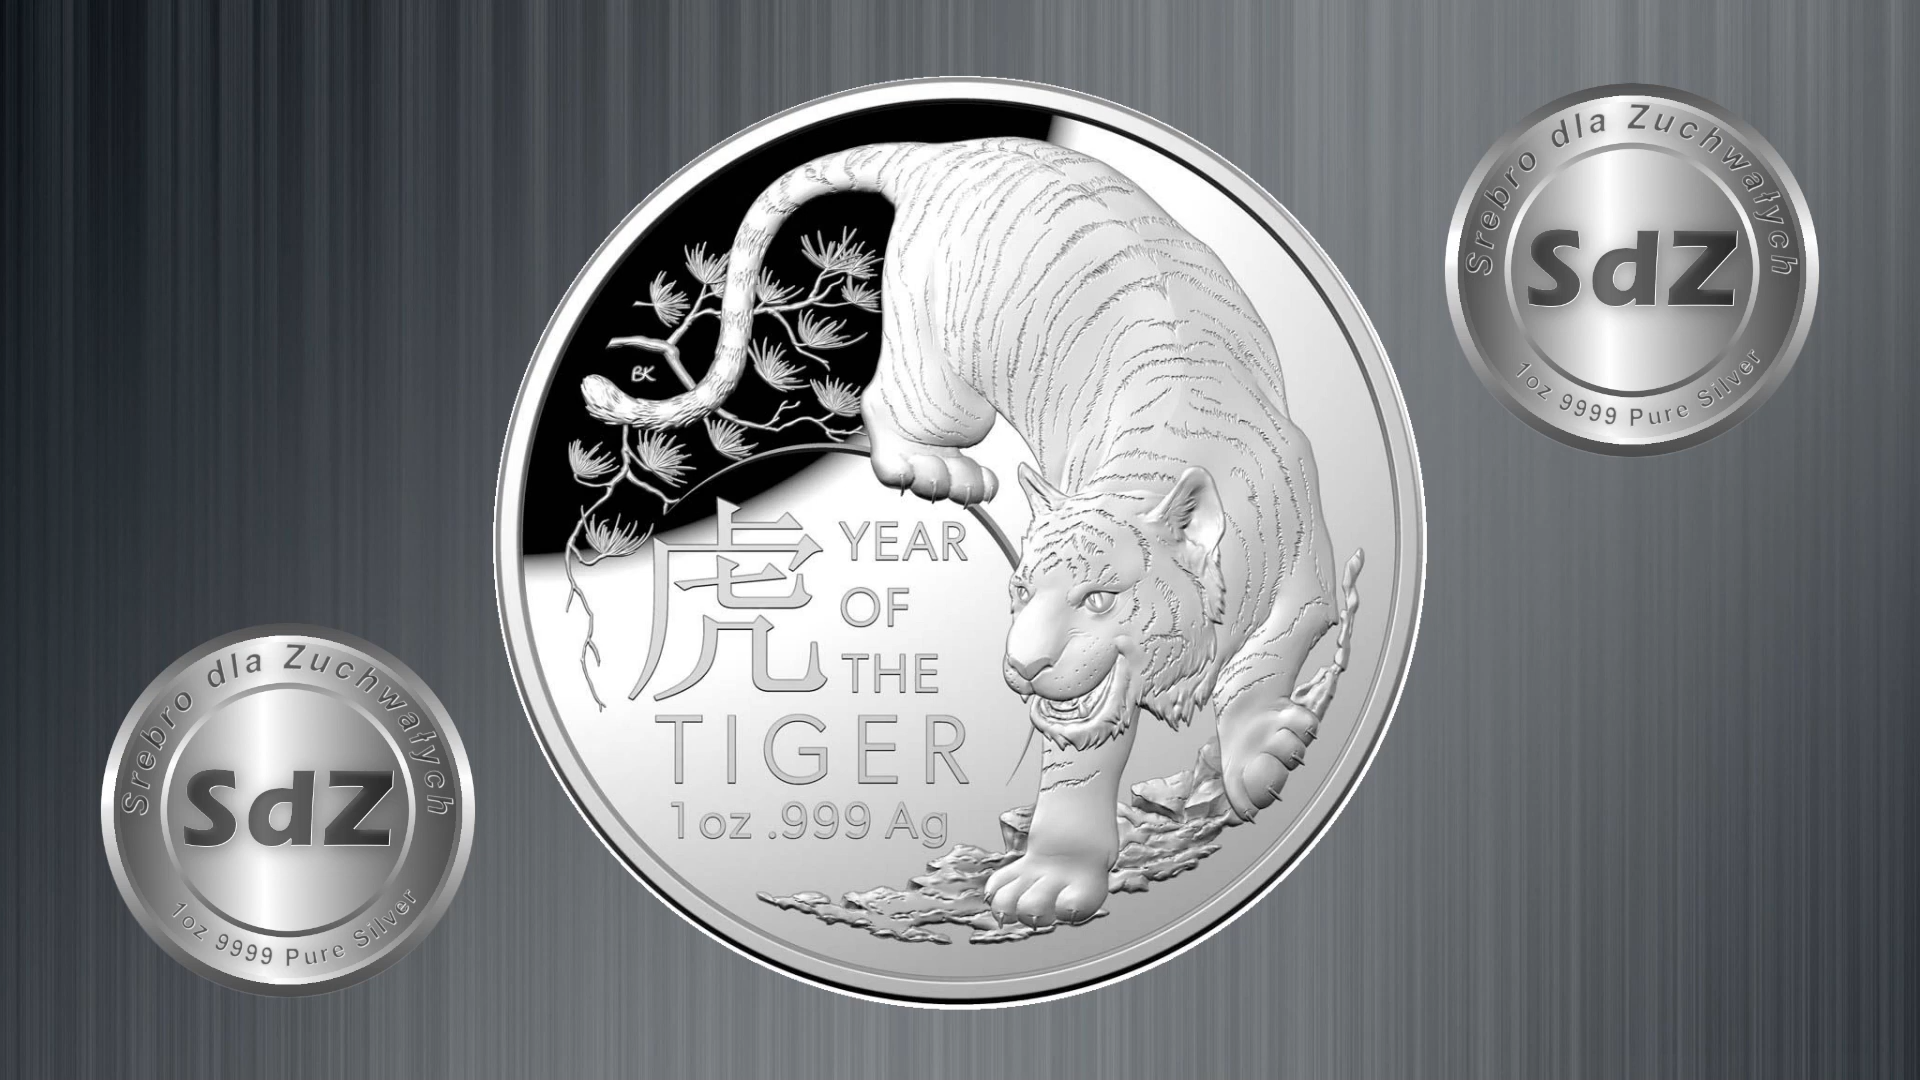 Srebro dla Zuchwałych
SdZ
1oz 9999 Pure Silver
BK
虎
YEAR
OF
THE
TIGER
1oz .999 Ag
Srebro dla Zuchwałych
SdZ
1oz 9999 Pure Silver